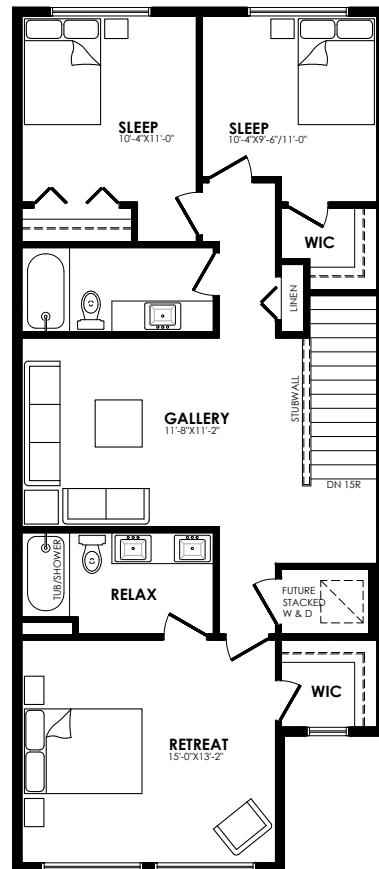 SLEEP
10'-4"X11'-0"
SLEEP
10'-4"X9'-6"/11'-0"
WIC
LINEN
GALLERY
11'-8"X11'-2"
STUBWALL
DN 15R
TUB/SHOWER
RELAX
FUTURE
STACKED
W & D
WIC
RETREAT
15'-0"X13'-2"